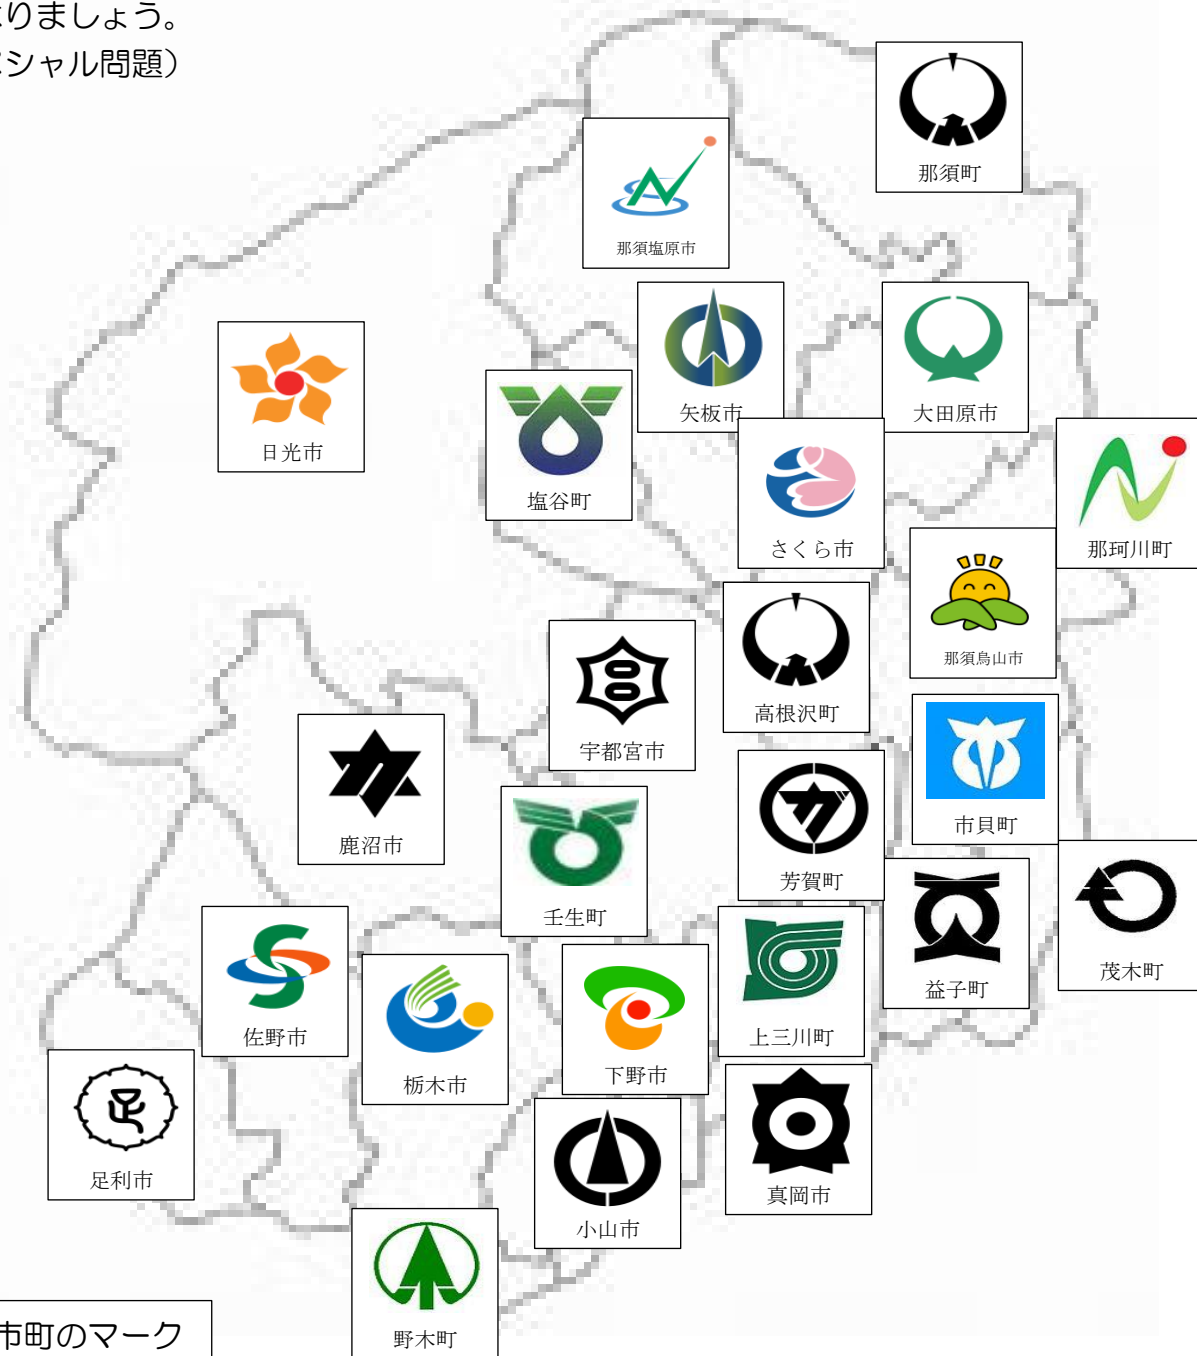 りましょう。
シャル問題）
那須町
那須塩原市
矢板市
大田原市
日光市
塩谷町
さくら市
那珂川町
那須烏山市
宇都宮市
高根沢町
鹿沼市
芳賀町
市貝町
壬生町
佐野市
栃木市
下野市
上三川町
益子町
茂木町
足利市
小山市
真岡市
野木町
市町のマーク